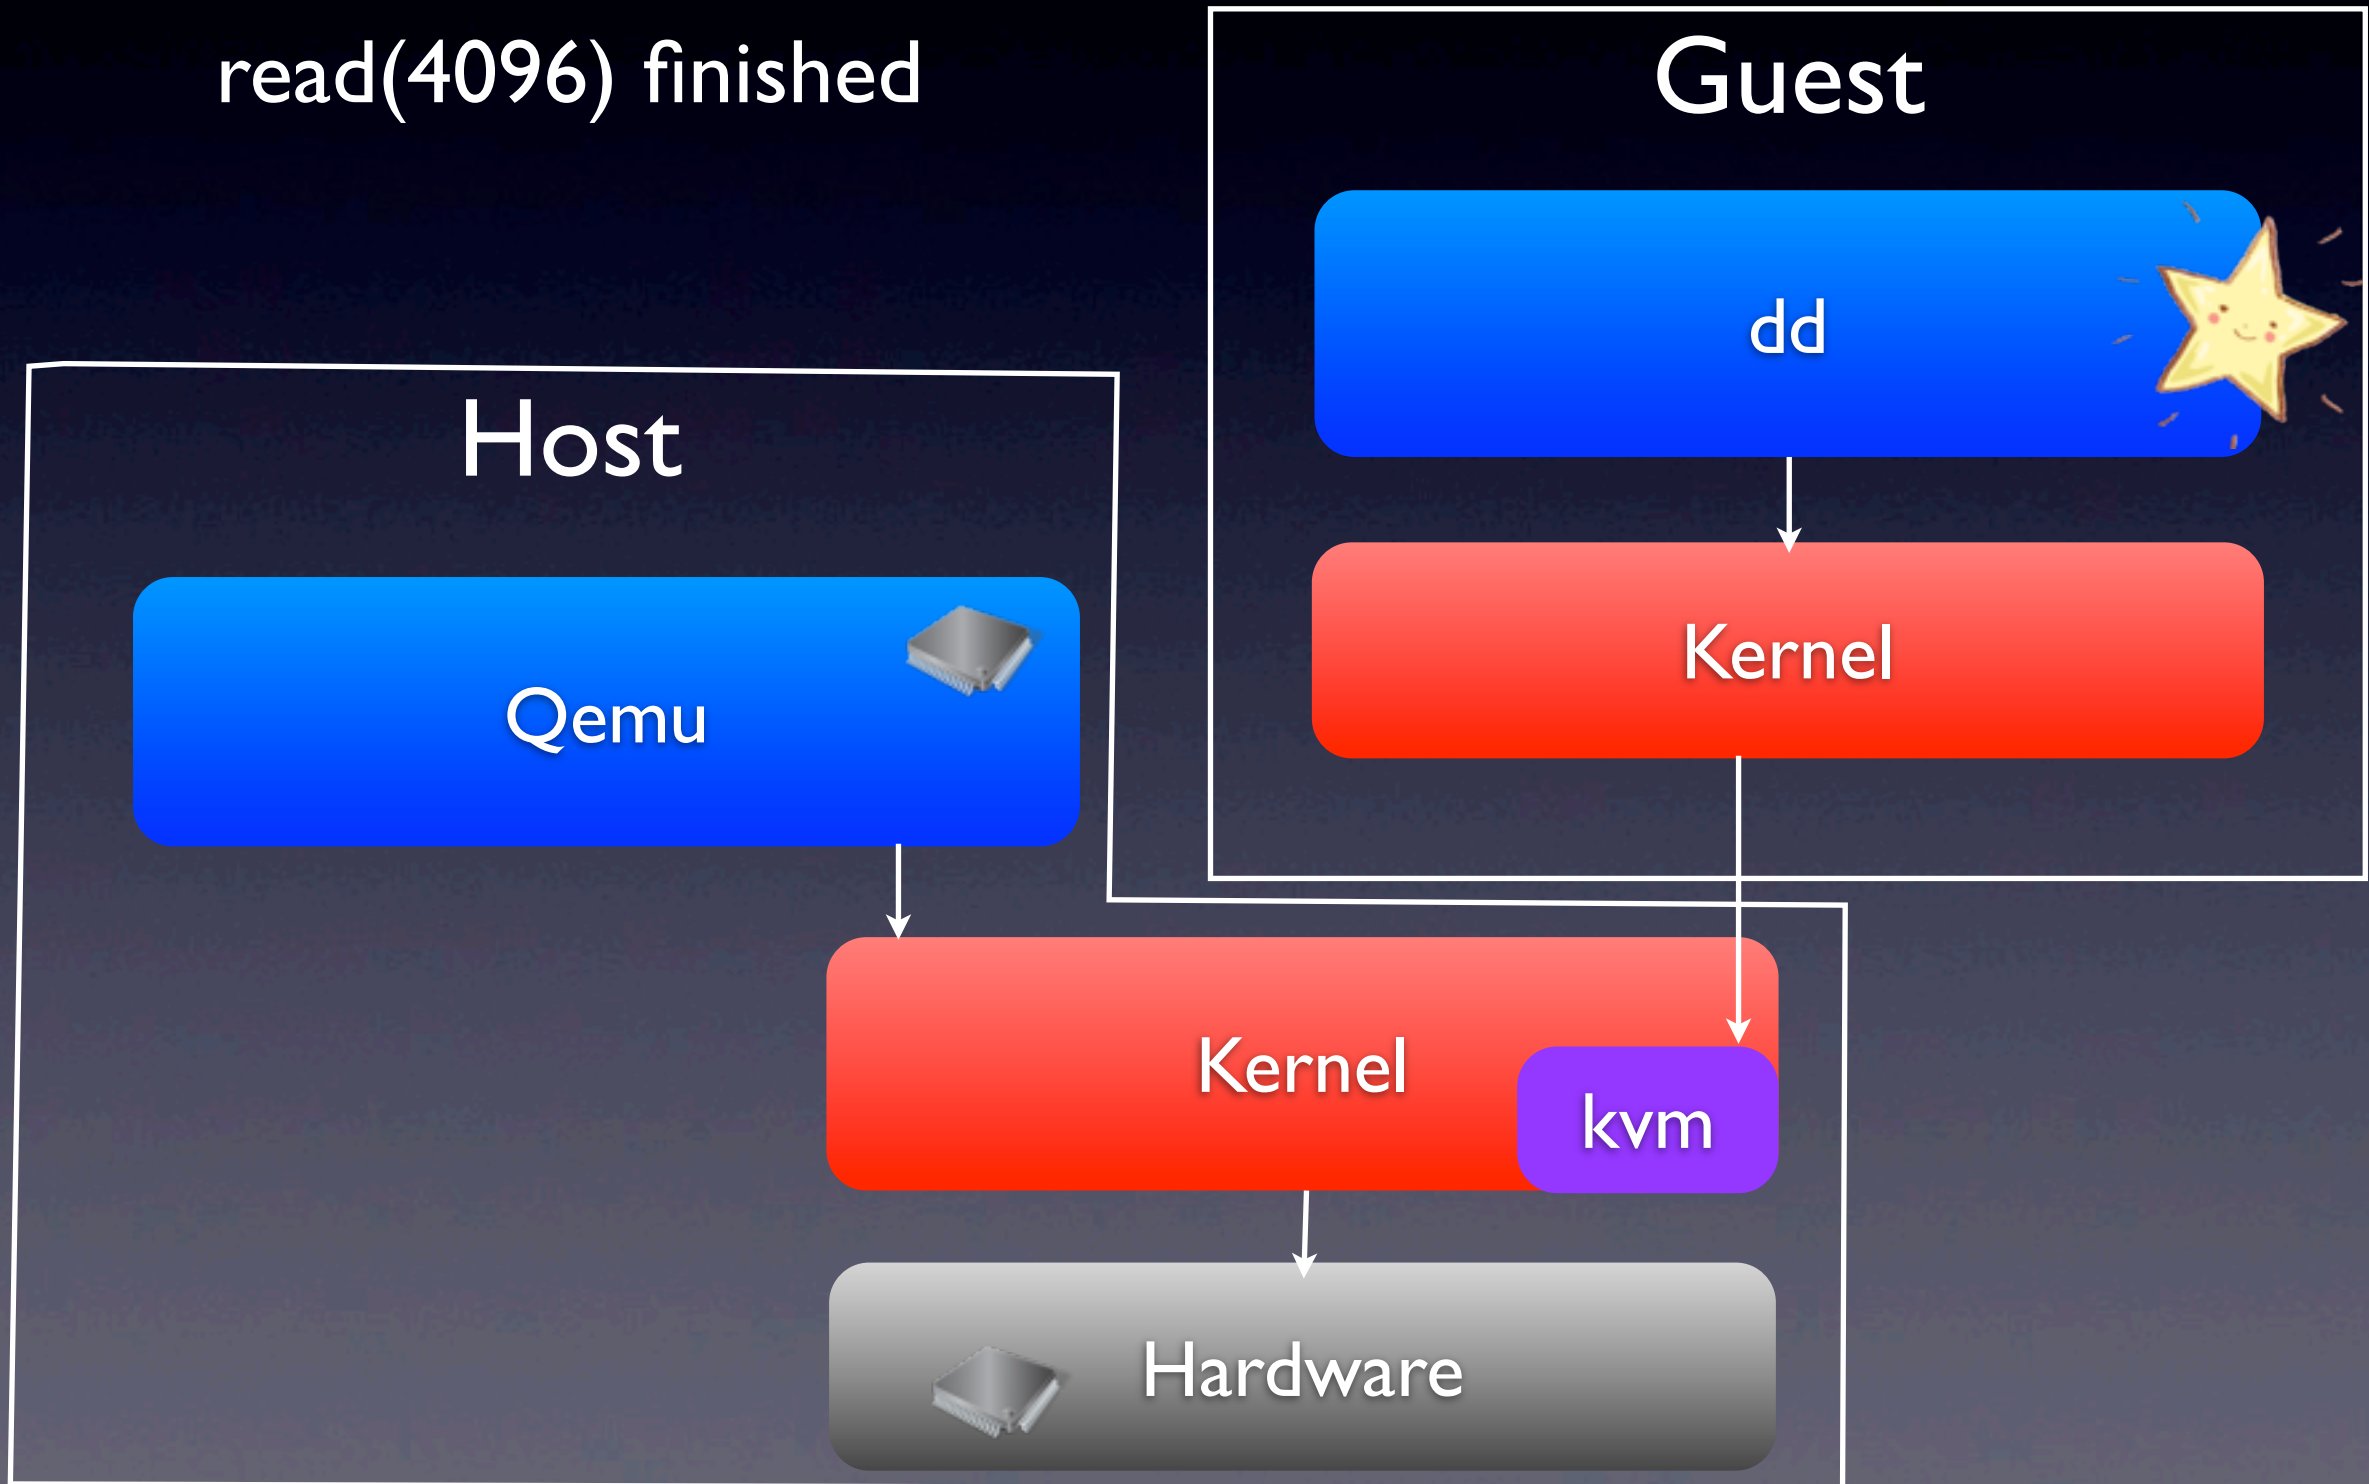 read(4096) finished
Guest
dd
Host
Kernel
Qemu
Kernel
kvm
Hardware